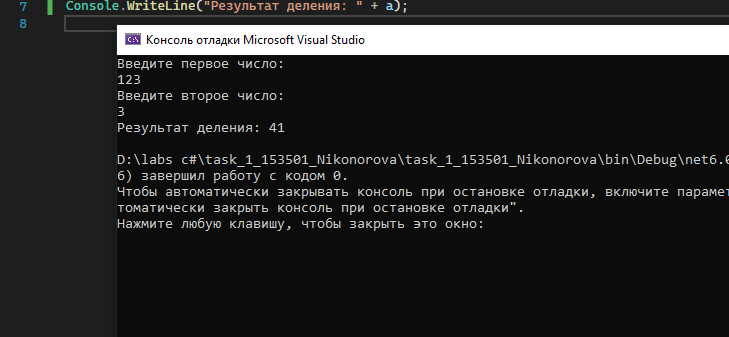 7 Console.WriteLine("Результат деления: " + a);
8
Консоль отладки Microsoft Visual Studio
Введите первое число:
123
Введите второе число:
3
Результат деления: 41
D:\labs c#\task_1_153501_Nikonorova\task_1_153501_Nikonorova\bin\Debug\net6.0
6) завершил работу с кодом 0.
Чтобы автоматически закрывать консоль при остановке отладки, включите парамет
томатически закрыть консоль при остановке отладки".
Нажмите любую клавишу, чтобы закрыть это окно: